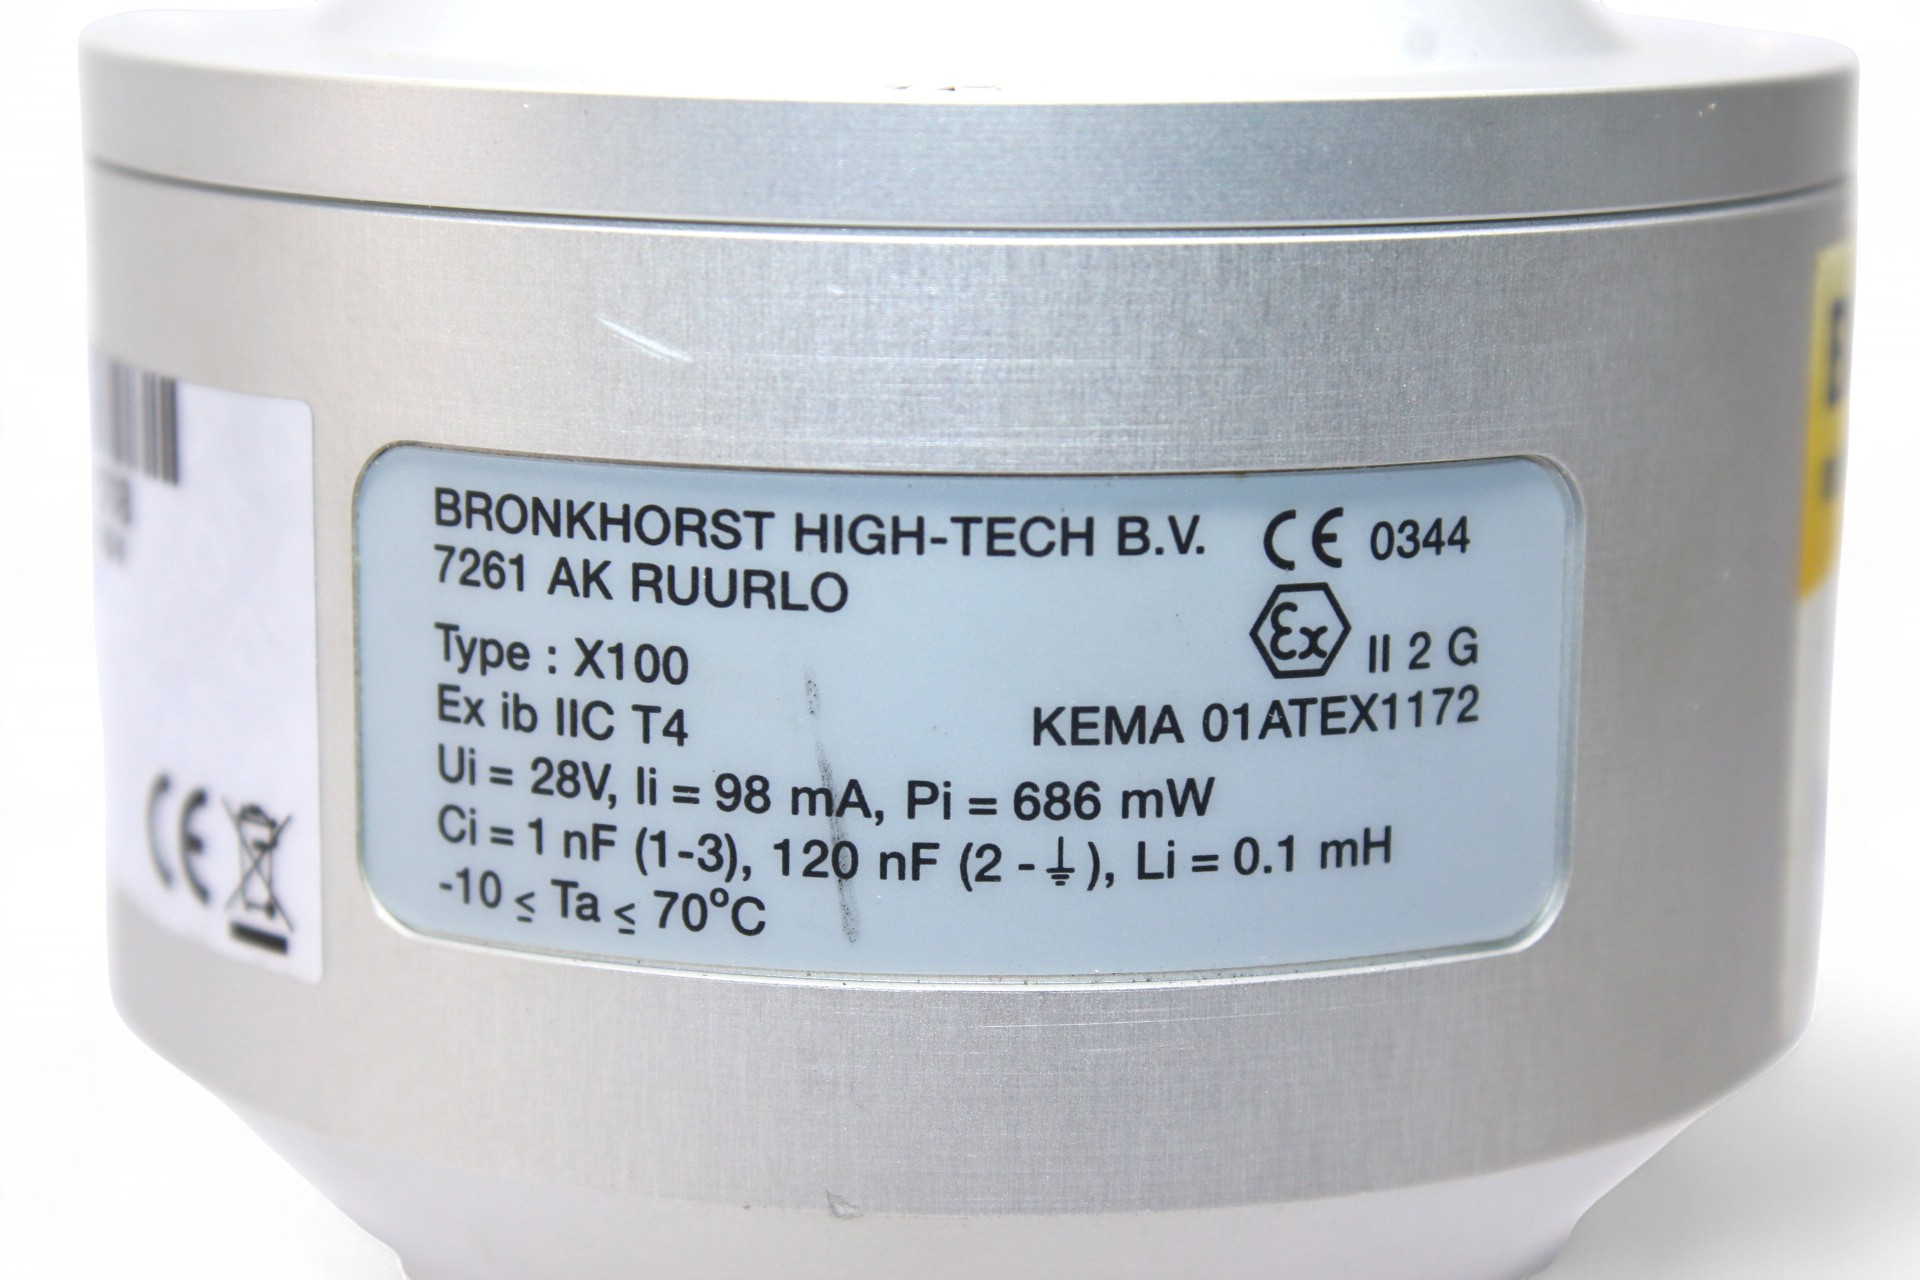 BRONKHORST HIGH-TECH B.V. CE 0344
7261 AK RUURLO
Type : X100 Ex II 2 G
Ex ib IIC T4 KEMA 01ATEX1172
Ui = 28V, Ii = 98 mA, Pi = 686 mW
Ci = 1 nF (1-3), 120 nF (2 - ⏚), Li = 0.1 mH
-10 ≤ Ta ≤ 70°C
CE